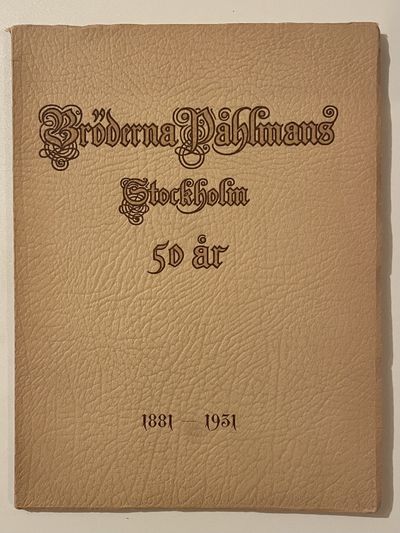 Bröderna Påhlmans
Stockholm
50 år
1881 — 1931